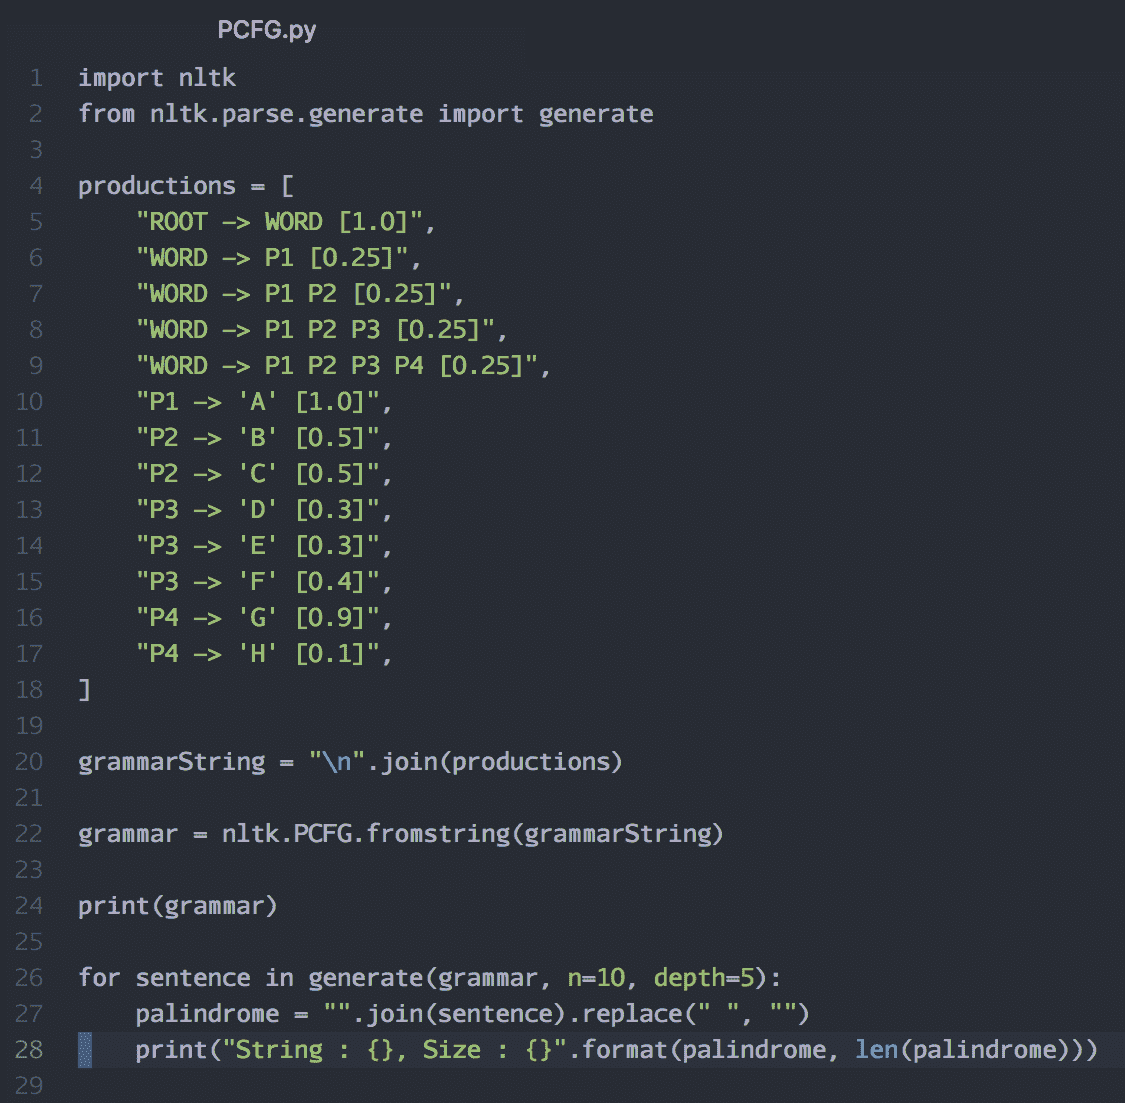 PCFG.py
1 import nltk
2 from nltk.parse.generate import generate
3
4 productions = [
5     "ROOT -> WORD [1.0]",
6     "WORD -> P1 [0.25]",
7     "WORD -> P1 P2 [0.25]",
8     "WORD -> P1 P2 P3 [0.25]",
9     "WORD -> P1 P2 P3 P4 [0.25]",
10     "P1 -> 'A' [1.0]",
11     "P2 -> 'B' [0.5]",
12     "P2 -> 'C' [0.5]",
13     "P3 -> 'D' [0.3]",
14     "P3 -> 'E' [0.3]",
15     "P3 -> 'F' [0.4]",
16     "P4 -> 'G' [0.9]",
17     "P4 -> 'H' [0.1]",
18 ]
19
20 grammarString = "\n".join(productions)
21
22 grammar = nltk.PCFG.fromstring(grammarString)
23
24 print(grammar)
25
26 for sentence in generate(grammar, n=10, depth=5):
27     palindrome = "".join(sentence).replace(" ", "")
28     print("String : {}, Size : {}".format(palindrome, len(palindrome)))
29